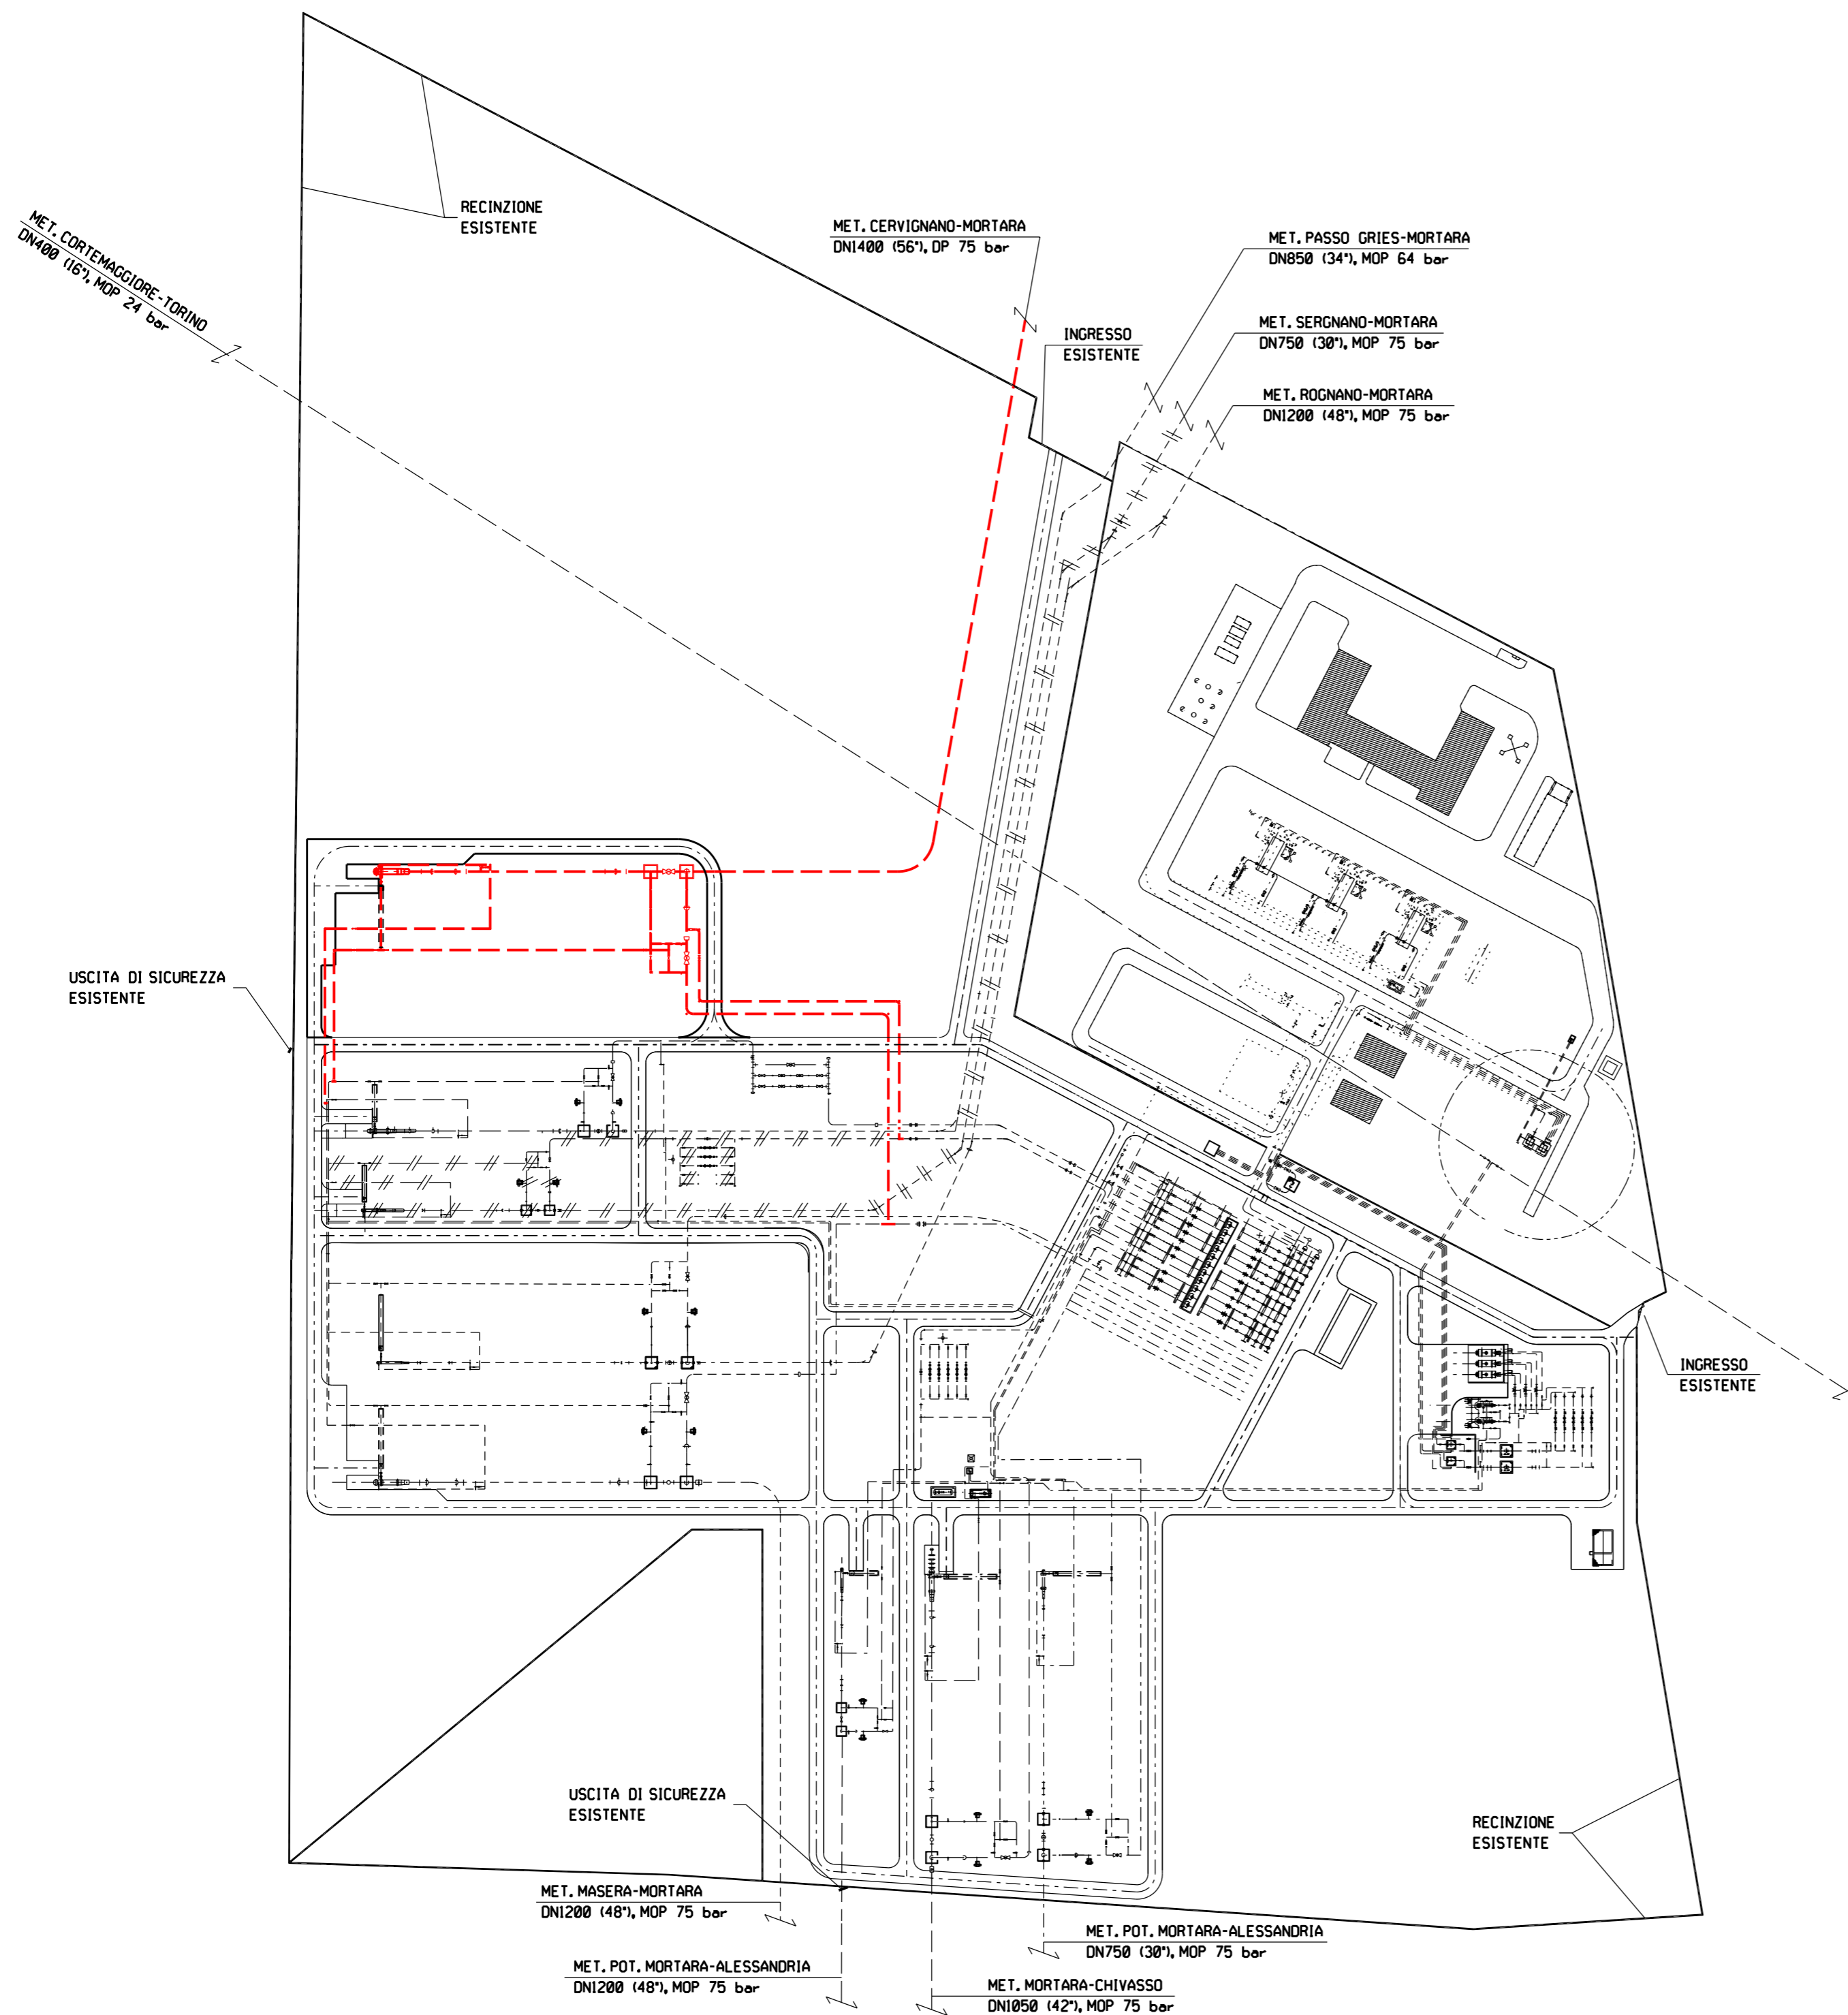 RECINZIONE
ESISTENTE
MET. CORTEMAGGIORE-TORINO
DN400 (16"), MOP 24 bar
MET. CERVIGNANO-MORTARA
DN1400 (56"), DP 75 bar
MET. PASSO GRIES-MORTARA
DN850 (34"), MOP 64 bar
INGRESSO
ESISTENTE
MET. SERGNANO-MORTARA
DN750 (30"), MOP 75 bar
MET. ROGNANO-MORTARA
DN1200 (48"), MOP 75 bar
USCITA DI SICUREZZA
ESISTENTE
INGRESSO
ESISTENTE
USCITA DI SICUREZZA
ESISTENTE
RECINZIONE
ESISTENTE
MET. MASERA-MORTARA
DN1200 (48"), MOP 75 bar
MET. POT. MORTARA-ALESSANDRIA
DN750 (30"), MOP 75 bar
MET. POT. MORTARA-ALESSANDRIA
DN1200 (48"), MOP 75 bar
MET. MORTARA-CHIVASSO
DN1050 (42"), MOP 75 bar